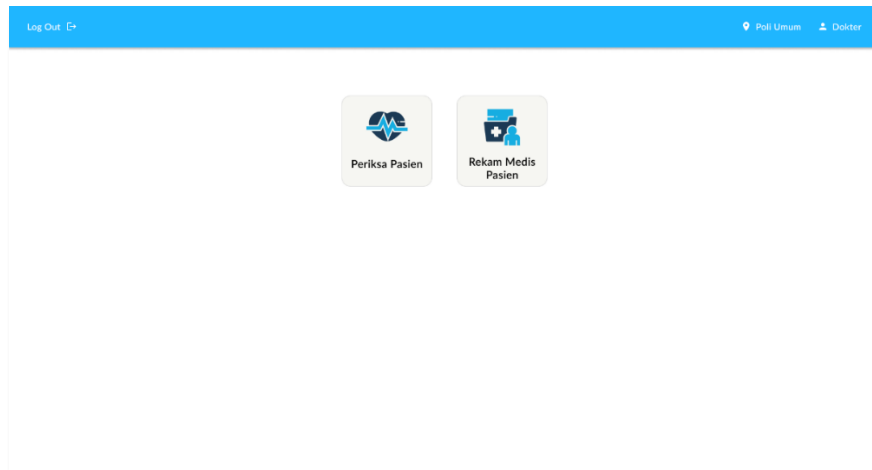 Log Out
Poli Umum
Dokter
Periksa Pasien
Rekam Medis
Pasien